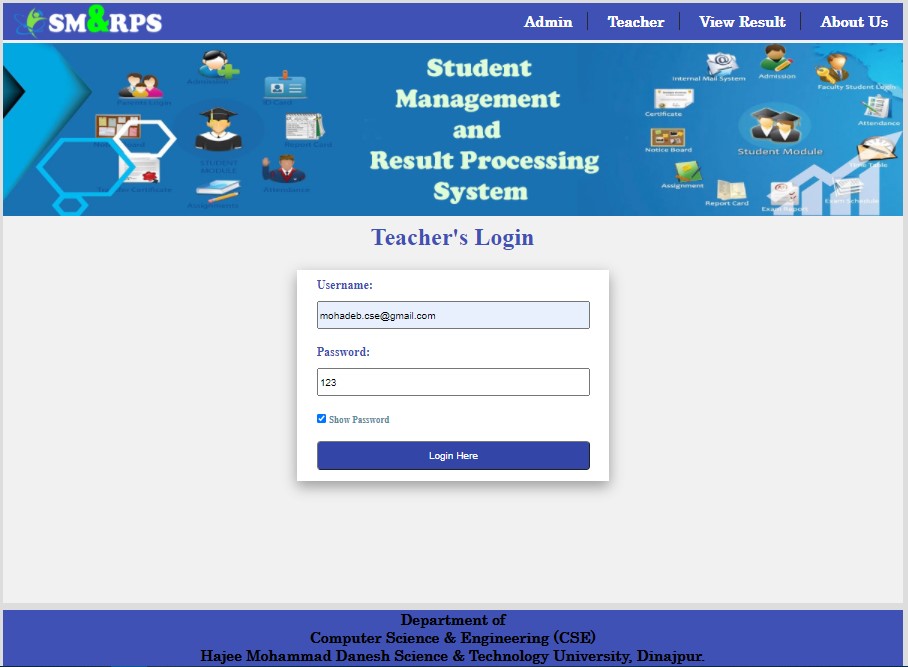 SM&RPS
Admin Teacher View Result About Us
Student
Management
and
Result Processing
System
Parents Login
ID Card
Notice Board
STUDENT
MODULE
Report Card
Transfer Certificate
Attendance
Assignments
Internal Mail System
Admission
Faculty Student Login
Certificate
Attendance
Notice Board
Student Module
Time Table
Assignment
Report Card
Exam Report
Exam Schedule
Teacher's Login
Username:
mohadeb.cse@gmail.com
Password:
123
Show Password
Login Here
Department of
Computer Science & Engineering (CSE)
Hajee Mohammad Danesh Science & Technology University, Dinajpur.